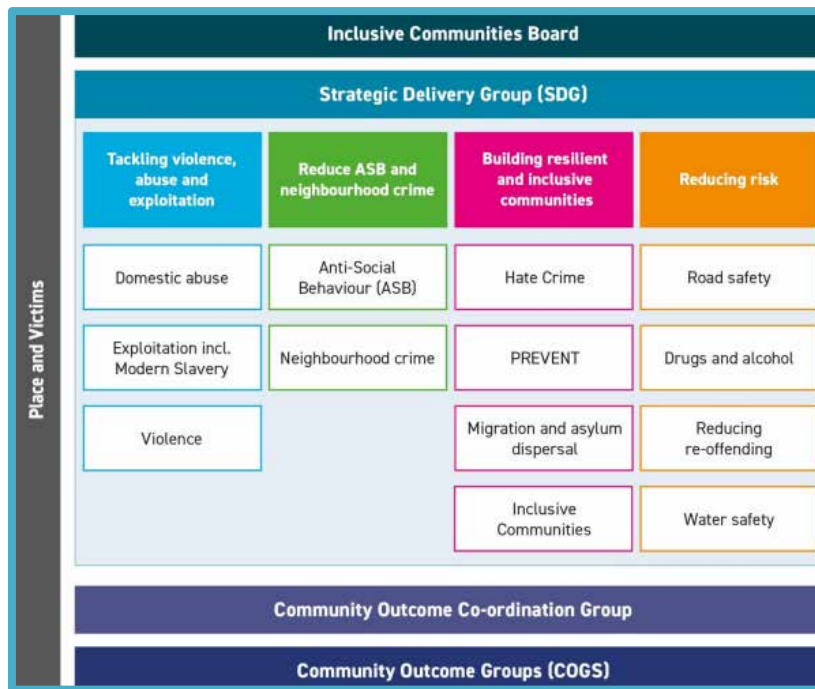 Inclusive Communities Board
Strategic Delivery Group (SDG)
Place and Victims
Tackling violence,
abuse and
exploitation
Domestic abuse
Exploitation incl.
Modern Slavery
Violence
Reduce ASB and
neighbourhood crime
Anti-Social
Behaviour (ASB)
Neighbourhood crime
Building resilient
and inclusive
communities
Hate Crime
PREVENT
Migration and asylum
dispersal
Inclusive
Communities
Reducing risk
Road safety
Drugs and alcohol
Reducing
re-offending
Water safety
Community Outcome Co-ordination Group
Community Outcome Groups (COGS)